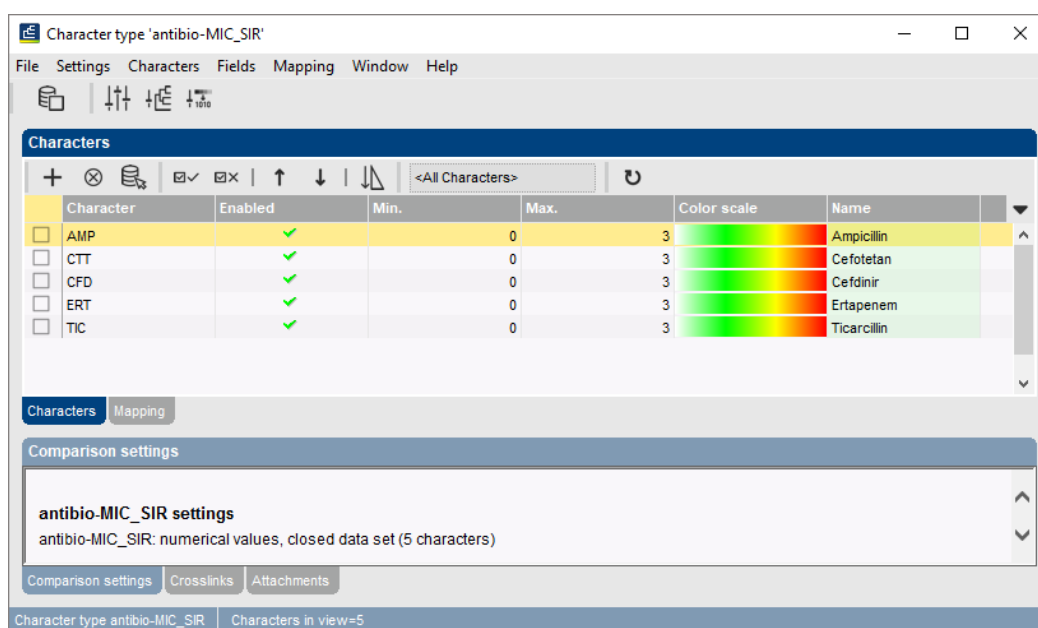 Character type 'antibio-MIC_SIR'
File Settings Characters Fields Mapping Window Help
Characters
<All Characters>
Character Enabled Min. Max. Color scale Name
AMP 0 3 Ampicillin
CTT 0 3 Cefotetan
CFD 0 3 Cefdinir
ERT 0 3 Ertapenem
TIC 0 3 Ticarcillin
Characters Mapping
Comparison settings
antibio-MIC_SIR settings
antibio-MIC_SIR: numerical values, closed data set (5 characters)
Comparison settings Crosslinks Attachments
Character type antibio-MIC_SIR Characters in view=5